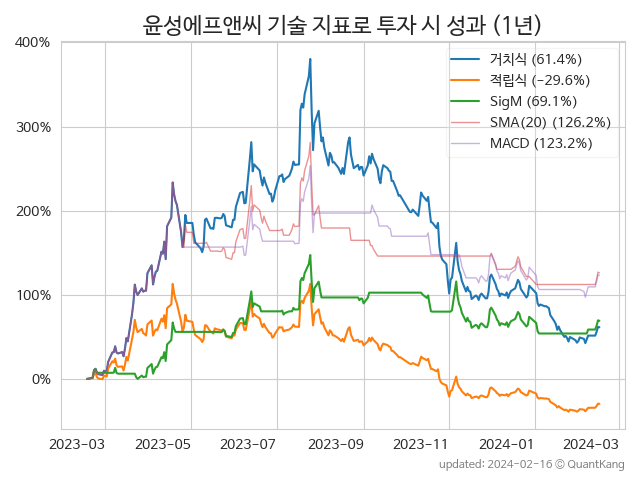 윤성에프앤씨 기술 지표로 투자 시 성과 (1년)
400%
300%
200%
100%
0%
거치식 (61.4%)
적립식 (−29.6%)
SigM (69.1%)
SMA(20) (126.2%)
MACD (123.2%)
2023−03
2023−05
2023−07
2023−09
2023−11
2024−01
2024−03
updated: 2024-02-16 © QuantKang